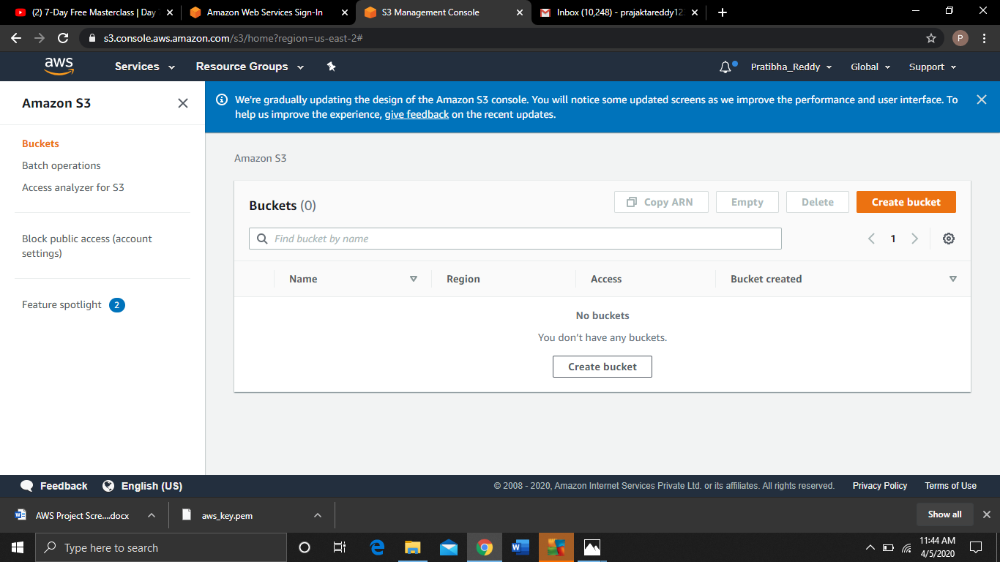 (2) 7-Day Free Masterclass | Day
Amazon Web Services Sign-In
S3 Management Console
Inbox (10,248) - prajaktareddy12
s3.console.aws.amazon.com/s3/home?region=us-east-2#
P
aws
Services
Resource Groups
Pratibha_Reddy
Global
Support
Amazon S3
We're gradually updating the design of the Amazon S3 console. You will notice some updated screens as we improve the performance and user interface. To
help us improve the experience, give feedback on the recent updates.
Buckets
Batch operations
Access analyzer for S3
Block public access (account
settings)
Feature spotlight 2
Amazon S3
Buckets (0)
Copy ARN
Empty
Delete
Create bucket
Find bucket by name
1
Name
Region
Access
Bucket created
No buckets
You don't have any buckets.
Create bucket
Feedback
English (US)
© 2008 - 2020, Amazon Internet Services Private Ltd. or its affiliates. All rights reserved.
Privacy Policy
Terms of Use
AWS Project Scre....docx
aws_key.pem
Show all
Type here to search
11:44 AM
4/5/2020